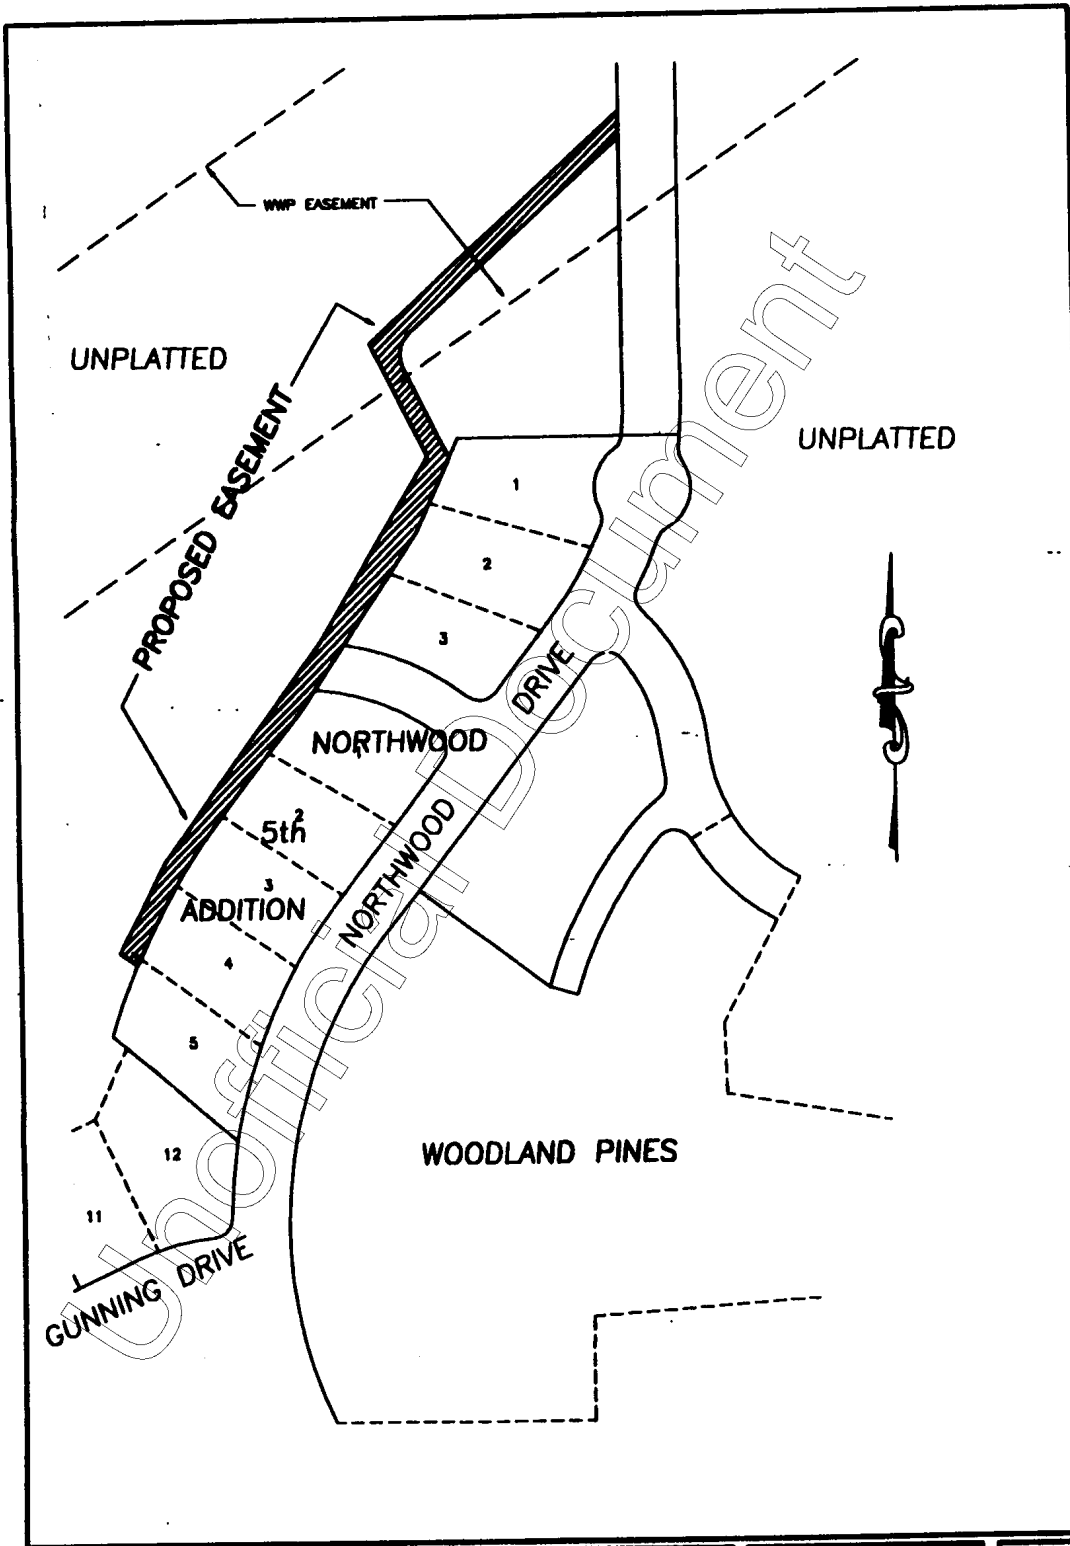 WWP EASEMENT
UNPLATTED
PROPOSED EASEMENT
UNPLATTED
1
2
3
DRIVE
NORTHWOOD
1
NORTHWOOD
2
5th
3
ADDITION
4
5
12
11
WOODLAND PINES
GUNNING DRIVE
Unofficial Document